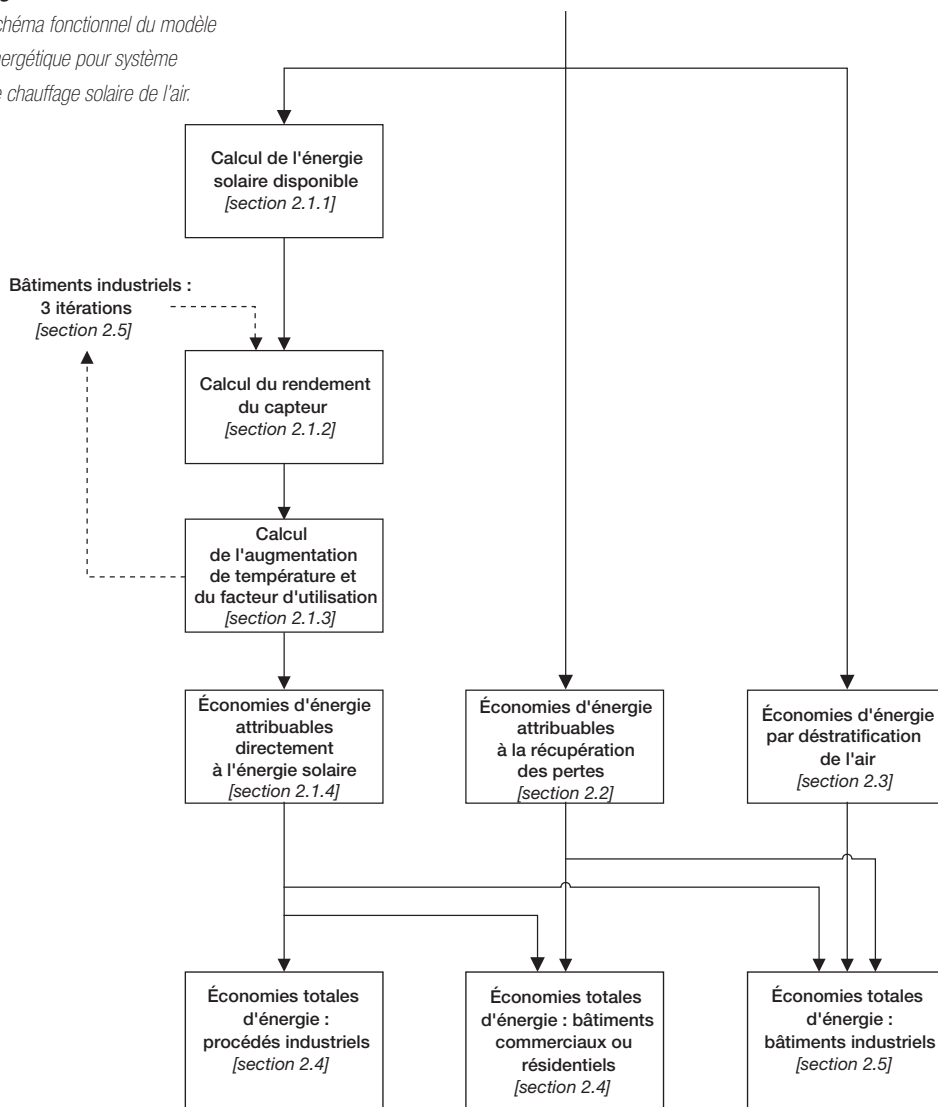 chéma fonctionnel du modèle
nergétique pour système
e chauffage solaire de l'air.
Calcul de l'énergie
solaire disponible
[section 2.1.1]
Bâtiments industriels :
3 itérations
[section 2.5]
Calcul du rendement
du capteur
[section 2.1.2]
Calcul
de l'augmentation
de température et
du facteur d'utilisation
[section 2.1.3]
Économies d'énergie
attribuables
directement
à l'énergie solaire
[section 2.1.4]
Économies d'énergie
attribuables
à la récupération
des pertes
[section 2.2]
Économies d'énergie
par déstratification
de l'air
[section 2.3]
Économies totales
d'énergie :
procédés industriels
[section 2.4]
Économies totales
d'énergie : bâtiments
commerciaux ou
résidentiels
[section 2.4]
Économies totales
d'énergie :
bâtiments industriels
[section 2.5]